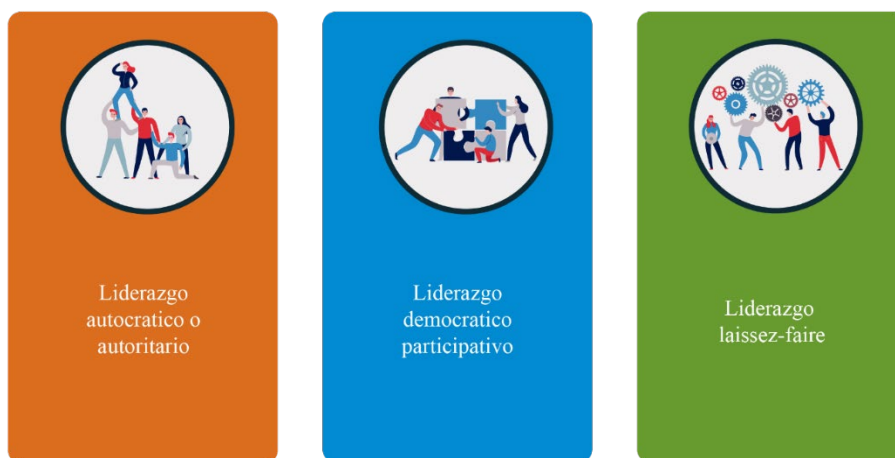 Liderazgo
autocratico o
autoritario
Liderazgo
democratico
participativo
Liderazgo
laissez-faire